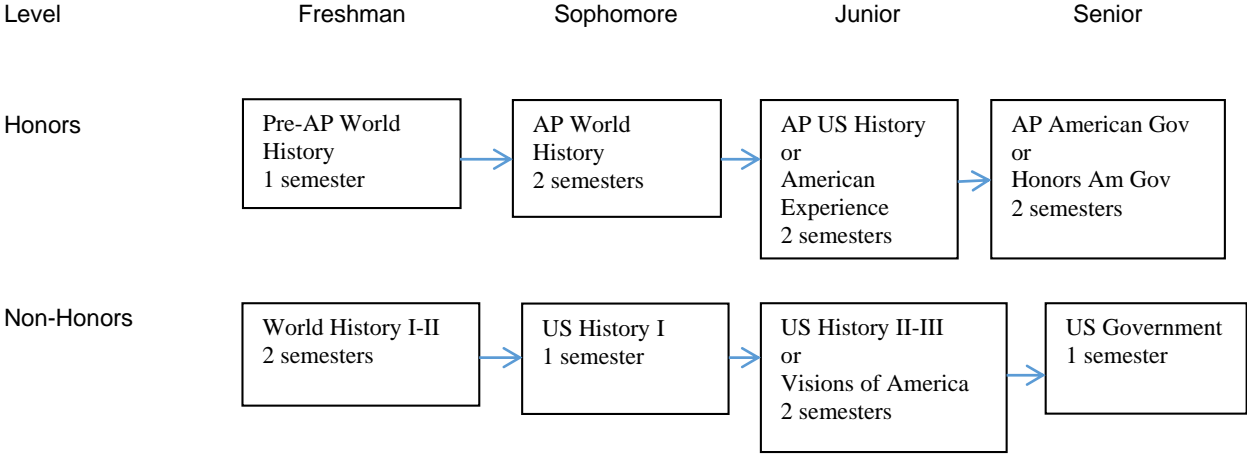 Level Freshman Sophomore Junior Senior
Honors
Pre-AP World
History
1 semester
AP World
History
2 semesters
AP US History
or
American
Experience
2 semesters
AP American Gov
or
Honors Am Gov
2 semesters
Non-Honors
World History I-II
2 semesters
US History I
1 semester
US History II-III
or
Visions of America
2 semesters
US Government
1 semester